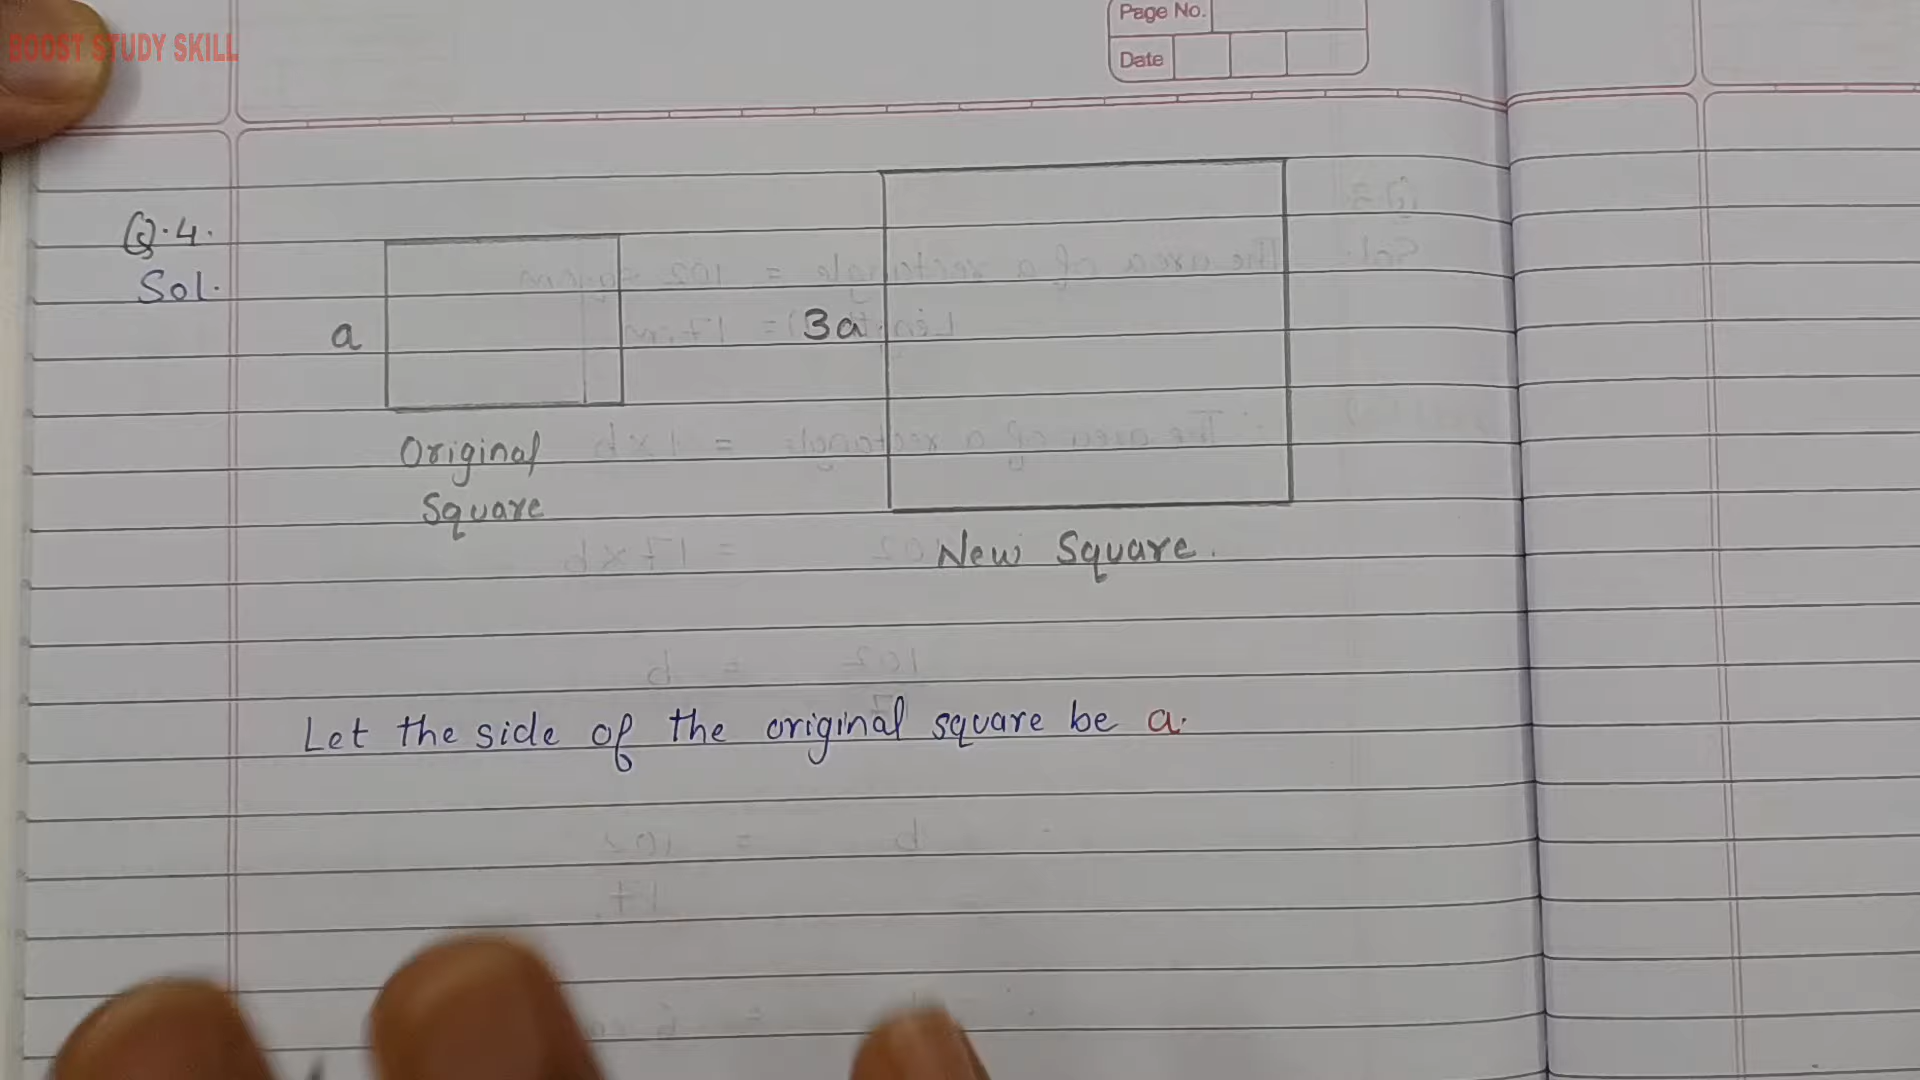 BOOST STUDY SKILL
Page No.
Date
Q.4.
Sol.
a
3a
Original
Square
New Square.
Let the side of the original square be a.